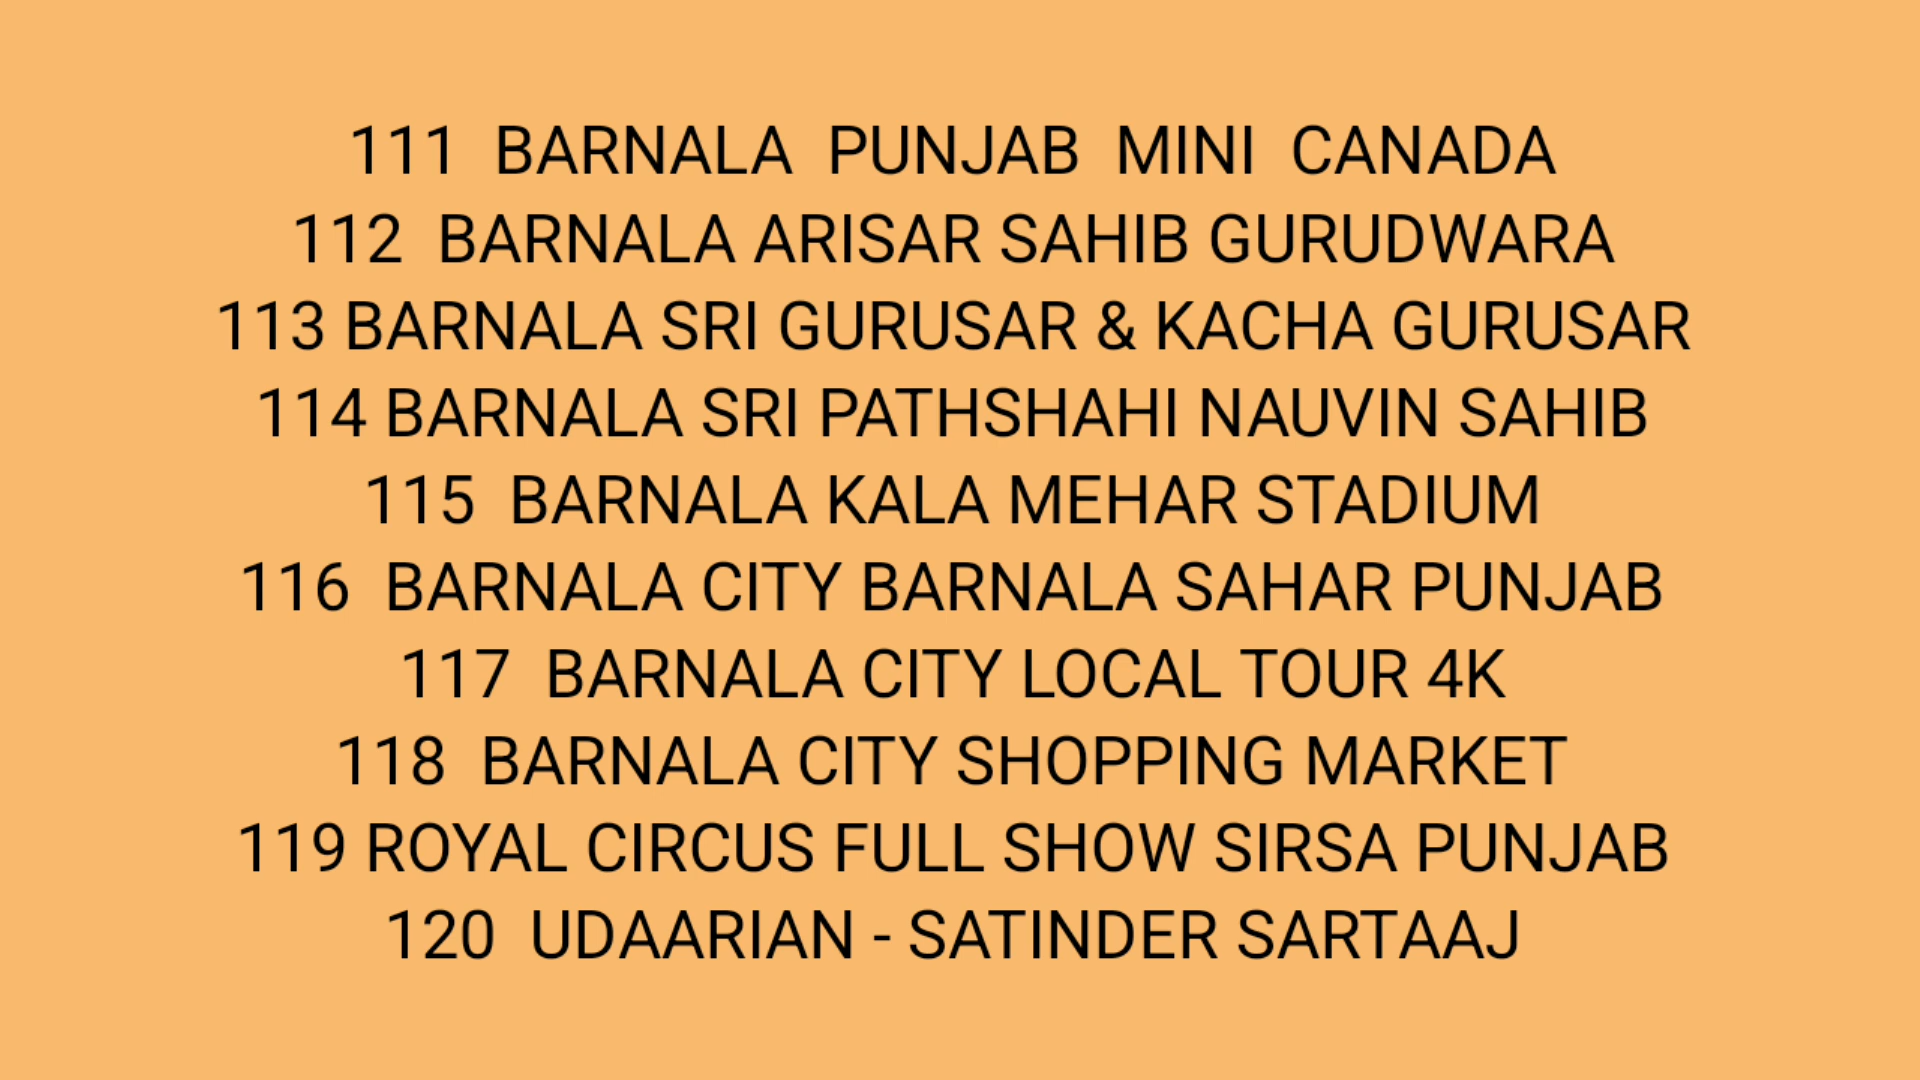 111 BARNALA PUNJAB MINI CANADA
112 BARNALA ARISAR SAHIB GURUDWARA
113 BARNALA SRI GURUSAR & KACHA GURUSAR
114 BARNALA SRI PATHSHAHI NAUVIN SAHIB
115 BARNALA KALA MEHAR STADIUM
116 BARNALA CITY BARNALA SAHAR PUNJAB
117 BARNALA CITY LOCAL TOUR 4K
118 BARNALA CITY SHOPPING MARKET
119 ROYAL CIRCUS FULL SHOW SIRSA PUNJAB
120 UDAARIAN - SATINDER SARTAAJ